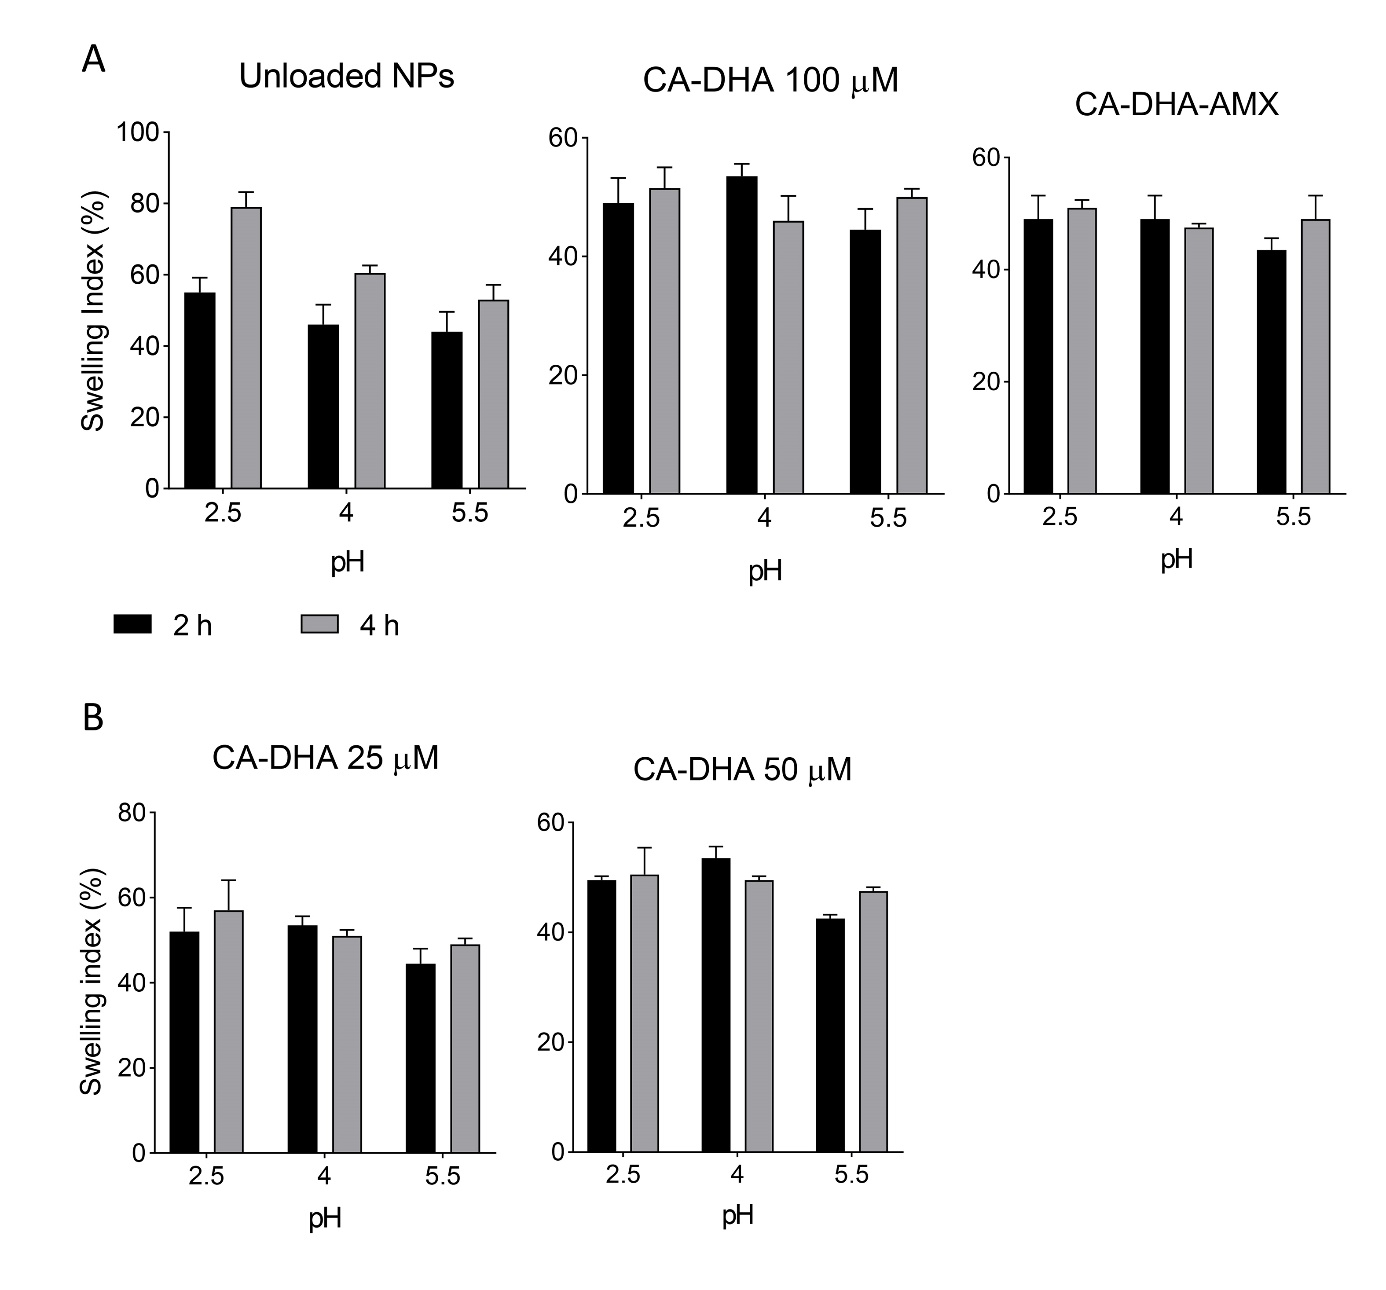 A
Unloaded NPs
CA-DHA 100 μM
CA-DHA-AMX
Swelling Index (%)
100
80
60
40
20
0
2.5 4 5.5
pH
60
40
20
0
2.5 4 5.5
pH
60
40
20
0
2.5 4 5.5
pH
2 h 4 h
B
CA-DHA 25 μM
CA-DHA 50 μM
Swelling index (%)
80
60
40
20
0
2.5 4 5.5
pH
60
40
20
0
2.5 4 5.5
pH